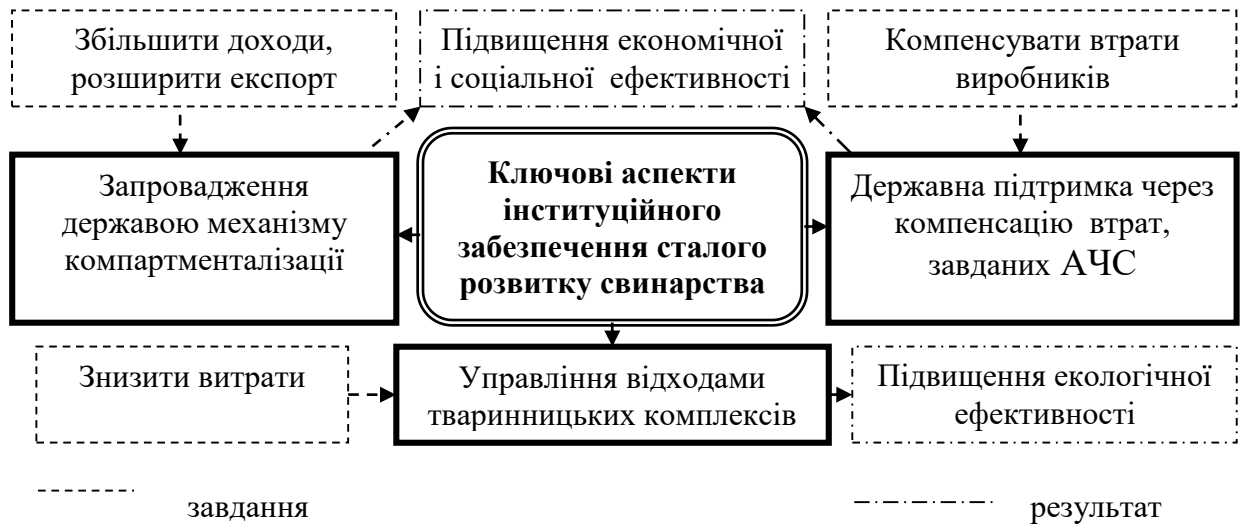 Збільшити доходи,
розширити експорт
Підвищення економічної
і соціальної ефективності
Компенсувати втрати
виробників
Запровадження
державою механізму
компартменталізації
Ключові аспекти
інституційного
забезпечення сталого
розвитку свинарства
Державна підтримка через
компенсацію втрат,
завданих АЧС
Знизити витрати
Управління відходами
тваринницьких комплексів
Підвищення екологічної
ефективності
завдання
результат